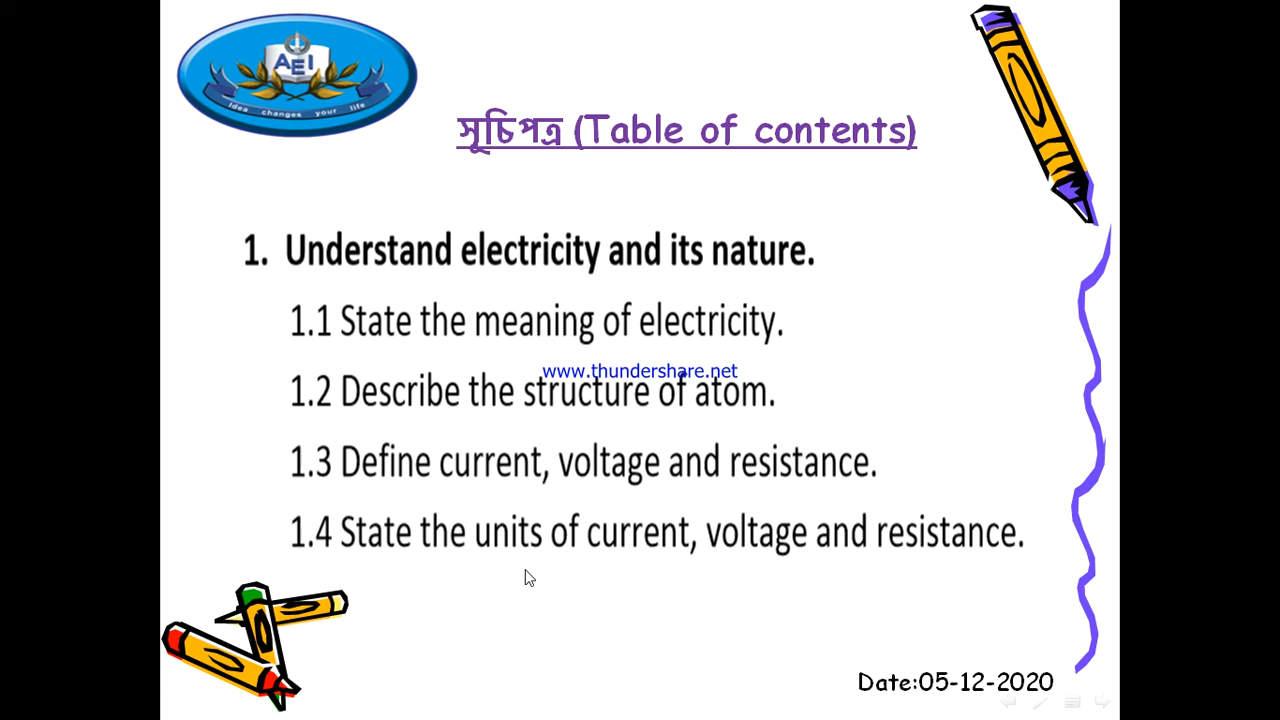 AEI
Idea changes your life
সূচিপত্র (Table of contents)
1. Understand electricity and its nature.
1.1 State the meaning of electricity.
www.thundershare.net
1.2 Describe the structure of atom.
1.3 Define current, voltage and resistance.
1.4 State the units of current, voltage and resistance.
Date:05-12-2020